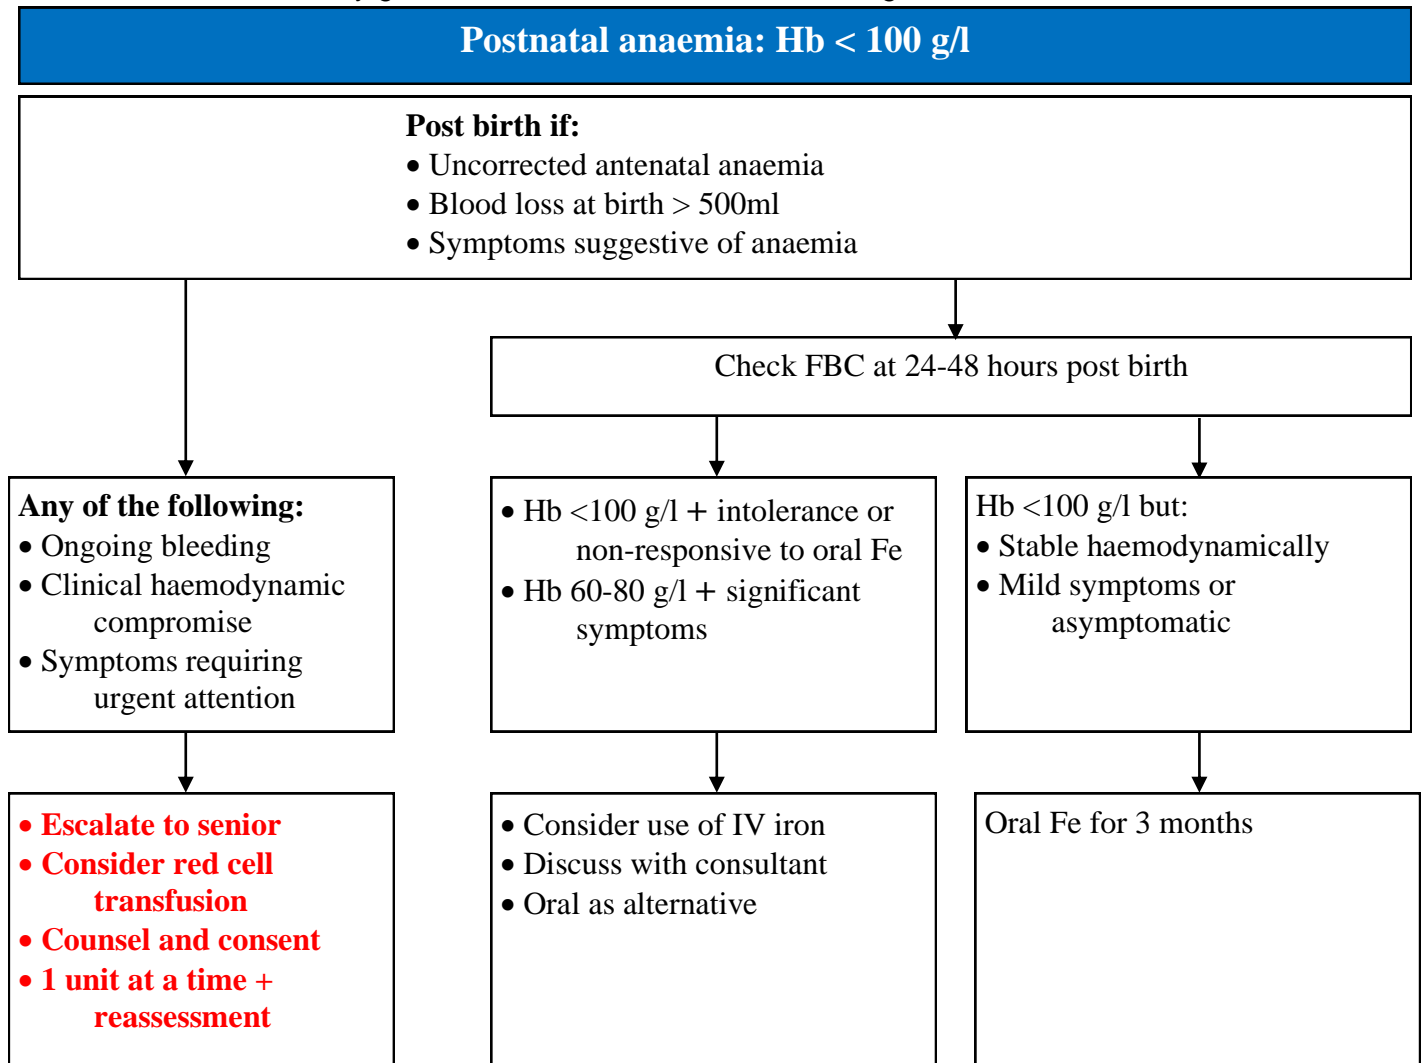 Postnatal anaemia: Hb < 100 g/l
Post birth if:
• Uncorrected antenatal anaemia
• Blood loss at birth > 500ml
• Symptoms suggestive of anaemia
Check FBC at 24-48 hours post birth
Any of the following:
• Ongoing bleeding
• Clinical haemodynamic
compromise
• Symptoms requiring
urgent attention
• Hb <100 g/l + intolerance or
non-responsive to oral Fe
• Hb 60-80 g/l + significant
symptoms
Hb <100 g/l but:
• Stable haemodynamically
• Mild symptoms or
asymptomatic
• Escalate to senior
• Consider red cell
transfusion
• Counsel and consent
• 1 unit at a time +
reassessment
• Consider use of IV iron
• Discuss with consultant
• Oral as alternative
Oral Fe for 3 months